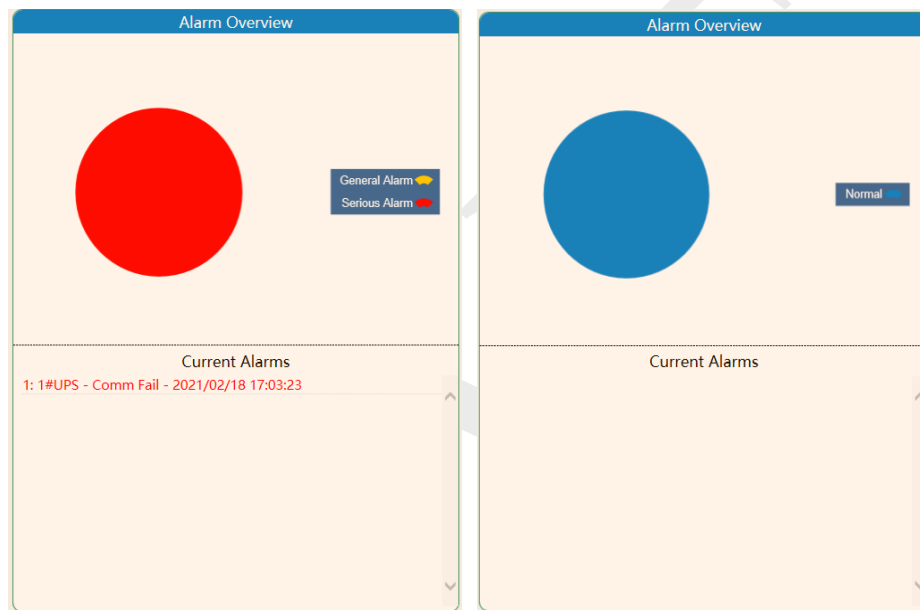 Alarm Overview
General Alarm
Serious Alarm
Current Alarms
1: 1#UPS - Comm Fail - 2021/02/18 17:03:23
Alarm Overview
Normal
Current Alarms